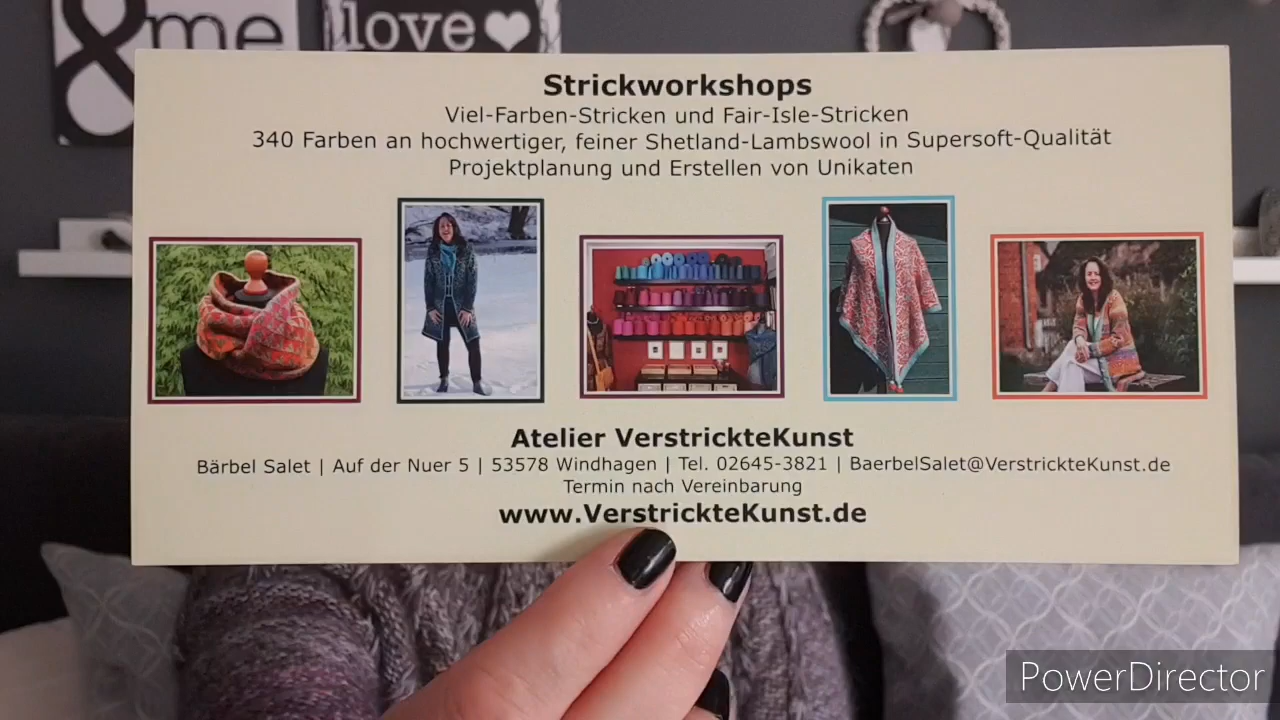 &me
love
Strickworkshops
Viel-Farben-Stricken und Fair-Isle-Stricken
340 Farben an hochwertiger, feiner Shetland-Lambswool in Supersoft-Qualität
Projektplanung und Erstellen von Unikaten
Atelier VerstrickteKunst
Bärbel Salet | Auf der Nuer 5 | 53578 Windhagen | Tel. 02645-3821 | BaerbelSalet@VerstrickteKunst.de
Termin nach Vereinbarung
www.VerstrickteKunst.de
PowerDirector